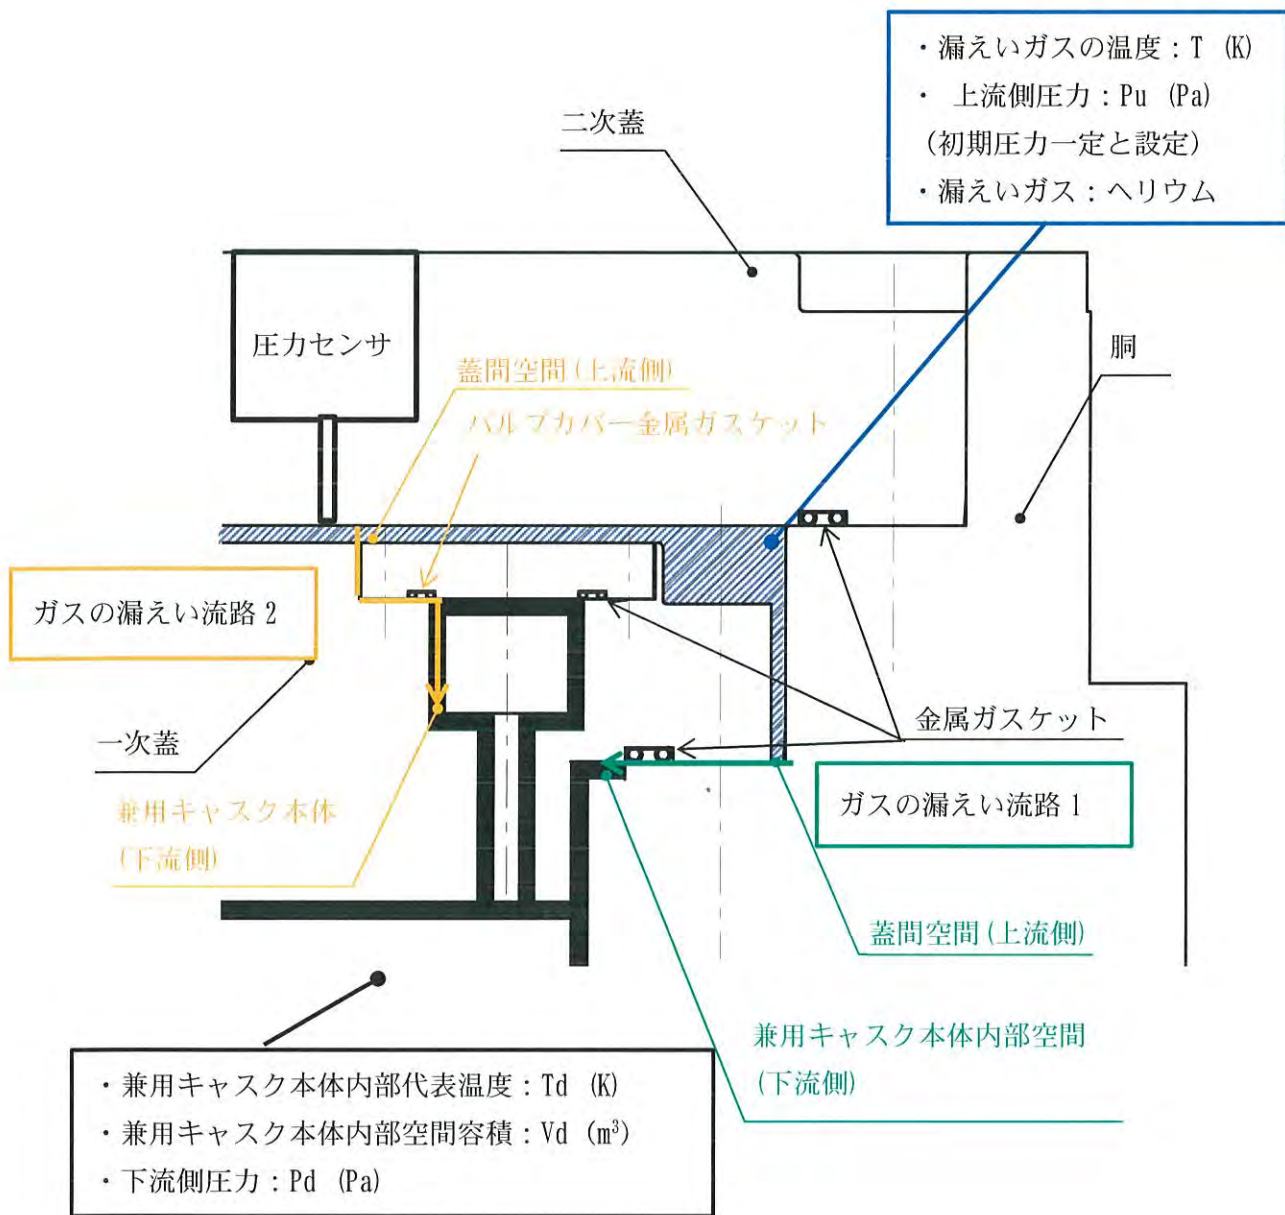 ・漏えいガスの温度：T (K)
・ 上流側圧力：Pu (Pa)
（初期圧力一定と設定）
・漏えいガス：ヘリウム
二次蓋
圧力センサ
胴
蓋間空間(上流側)
バルブカバー金属ガスケット
ガスの漏えい流路 2
一次蓋
金属ガスケット
ガスの漏えい流路 1
兼用キャスク本体
(下流側)
蓋間空間(上流側)
兼用キャスク本体内部空間
(下流側)
・兼用キャスク本体内部代表温度：Td (K)
・兼用キャスク本体内部空間容積：Vd (m³)
・下流側圧力：Pd (Pa)